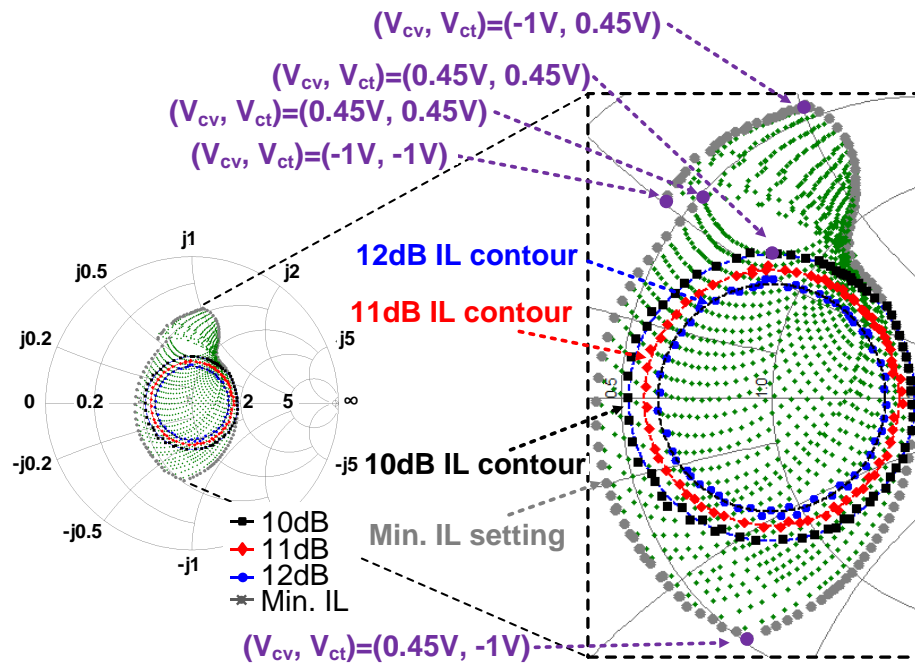 (Vcv, Vct)=(-1V, 0.45V)
(Vcv, Vct)=(0.45V, 0.45V)
(Vcv, Vct)=(0.45V, 0.45V)
(Vcv, Vct)=(-1V, -1V)
12dB IL contour
11dB IL contour
10dB IL contour
Min. IL setting
0.5
1.0
j1
j0.5
j2
j0.2
j5
0
0.2
2
5
∞
-j0.2
-j5
-j0.5
-j1
10dB
11dB
12dB
Min. IL
(Vcv, Vct)=(0.45V, -1V)